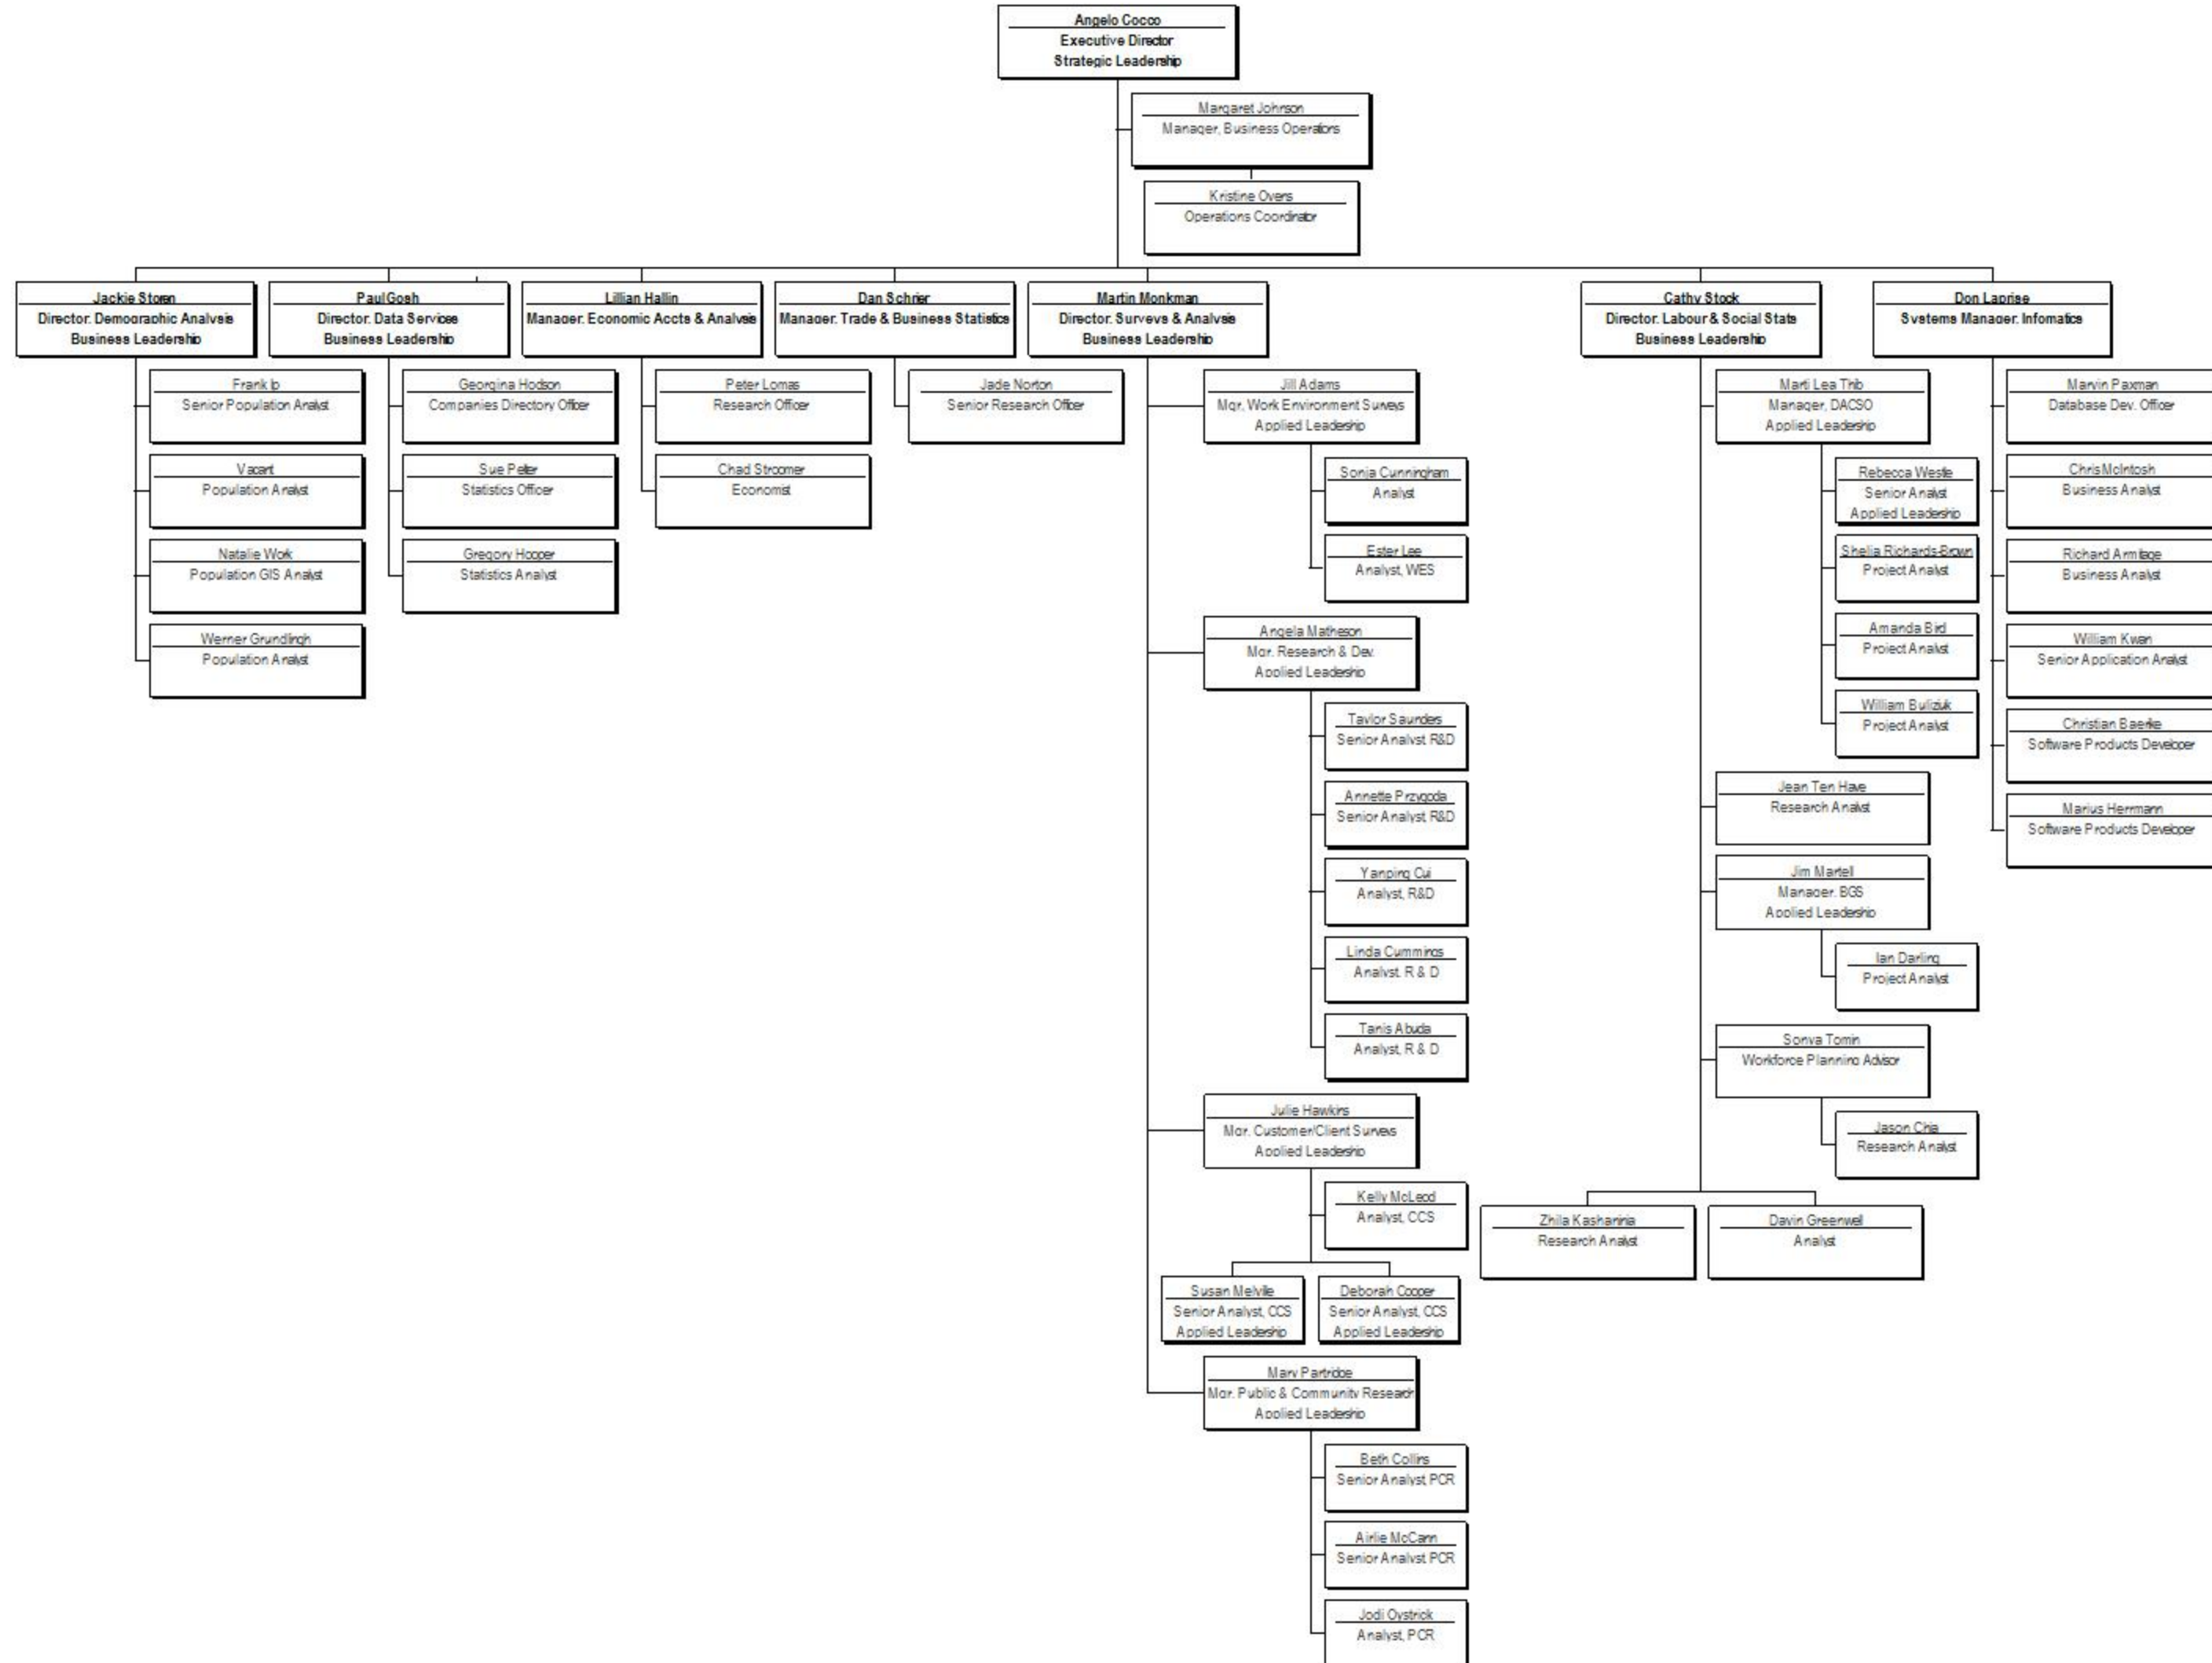 Angelo Cocco
Executive Director
Strategic Leadership
Margaret Johnson
Manager, Business Operations
Kristine Ovens
Operations Coordinator
Jackie Storen
Director. Demographic Analysis
Business Leadership
Frank Ip
Senior Population Analyst
Vacant
Population Analyst
Natalie Work
Population GIS Analyst
Werner Grundlingh
Population Analyst
Paul Gosh
Director. Data Services
Business Leadership
Georgina Hodson
Companies Directory Officer
Sue Pelter
Statistics Officer
Gregory Hooper
Statistics Analyst
Lillian Hallin
Manager. Economic Accts & Analysis
Peter Lomas
Research Officer
Chad Stroomer
Economist
Dan Schrier
Manager. Trade & Business Statistics
Jade Norton
Senior Research Officer
Martin Monkman
Director. Surveys & Analysis
Business Leadership
Jill Adams
Mgr, Work Environment Surveys
Applied Leadership
Sonja Cunningham
Analyst
Ester Lee
Analyst, WES
Angela Matheson
Mgr. Research & Dev.
Applied Leadership
Taylor Saunders
Senior Analyst R&D
Annette Przygoda
Senior Analyst, R&D
Yanping Cui
Analyst, R&D
Linda Cummings
Analyst. R & D
Tanis Abuda
Analyst, R & D
Julie Hawkins
Mgr. Customer/Client Surveys
Applied Leadership
Kelly McLeod
Analyst, CCS
Susan Melville
Senior Analyst, CCS
Applied Leadership
Deborah Cooper
Senior Analyst, CCS
Applied Leadership
Mary Partridge
Mgr. Public & Community Research
Applied Leadership
Beth Collins
Senior Analyst, PCR
Airlie McCann
Senior Analyst PCR
Jodi Oystrick
Analyst, PCR
Cathy Stock
Director. Labour & Social Stats
Business Leadership
Marti Lea Thib
Manager, DACSO
Applied Leadership
Rebecca Westle
Senior Analyst
Applied Leadership
Shelia Richards-Brown
Project Analyst
Amanda Bird
Project Analyst
William Buliziuk
Project Analyst
Jean Ten Have
Research Analyst
Jim Martell
Manager. BGS
Applied Leadership
Ian Darling
Project Analyst
Sonya Tomin
Workforce Planning Advisor
Jason Chia
Research Analyst
Zhila Kashaninia
Research Analyst
Davin Greenwell
Analyst
Don Laprise
Systems Manager. Infomatics
Marvin Paxman
Database Dev. Officer
Chris McIntosh
Business Analyst
Richard Armitage
Business Analyst
William Kwan
Senior Application Analyst
Christian Baerike
Software Products Developer
Marius Herrmann
Software Products Developer